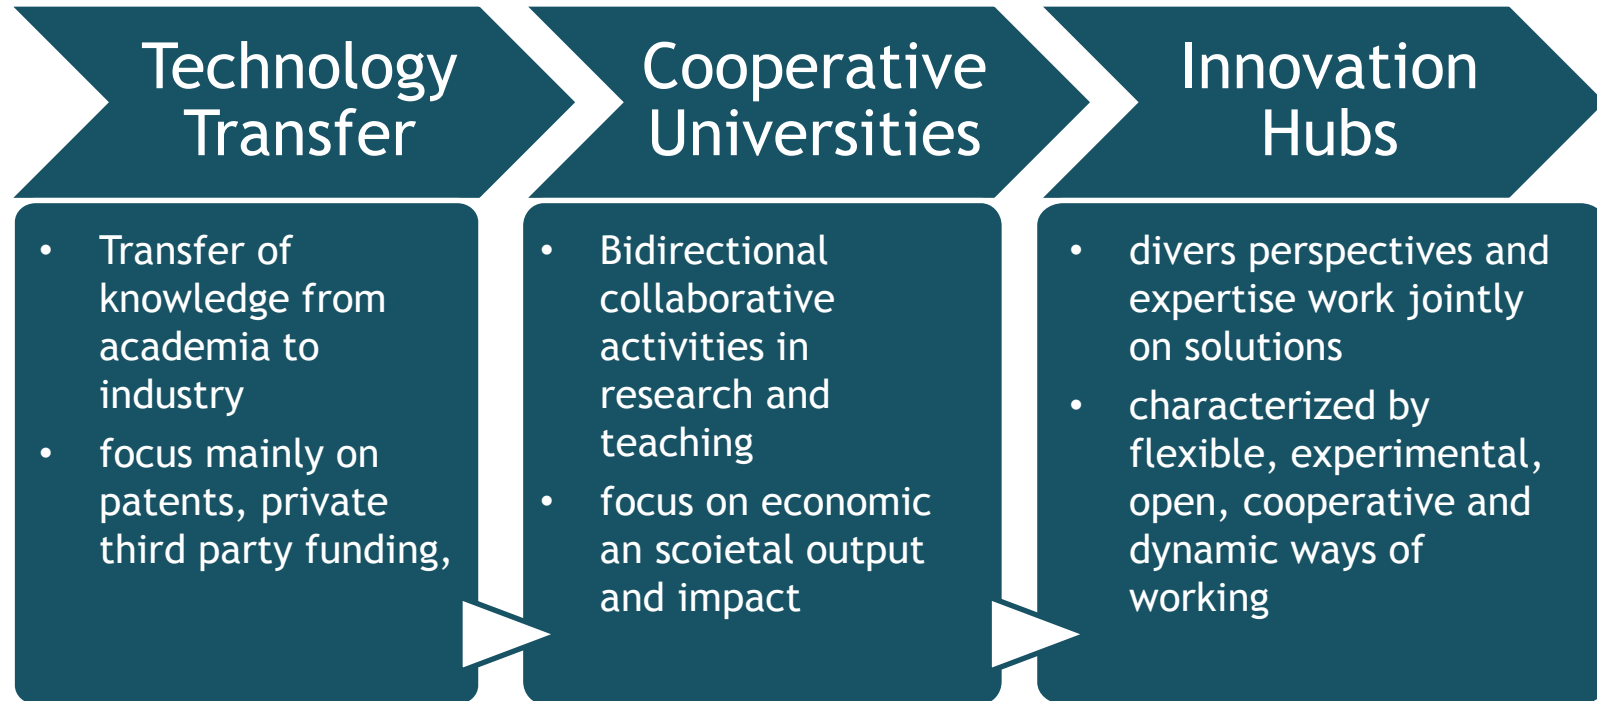 Technology
Transfer
• Transfer of
knowledge from
academia to
industry
• focus mainly on
patents, private
third party funding,
Cooperative
Universities
• Bidirectional
collaborative
activities in
research and
teaching
• focus on economic
an scoietal output
and impact
Innovation
Hubs
• divers perspectives and
expertise work jointly
on solutions
• characterized by
flexible, experimental,
open, cooperative and
dynamic ways of
working